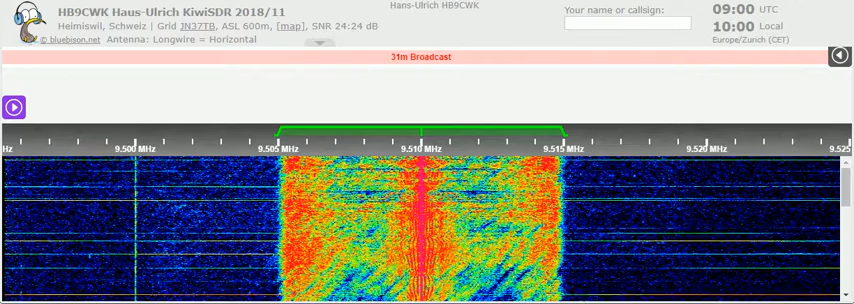 Hans-Ulrich HB9CWK
HB9CWK Haus-Ulrich KiwiSDR 2018/11
Heimiswil, Schweiz | Grid JN37TB, ASL 600m, [map], SNR 24:24 dB
© bluebison.net Antenna: Longwire = Horizontal
Your name or callsign:
09:00 UTC
10:00 Local
Europe/Zurich (CET)
31m Broadcast
Hz 9.500 MHz 9.505 MHz 9.510 MHz 9.515 MHz 9.520 MHz 9.525